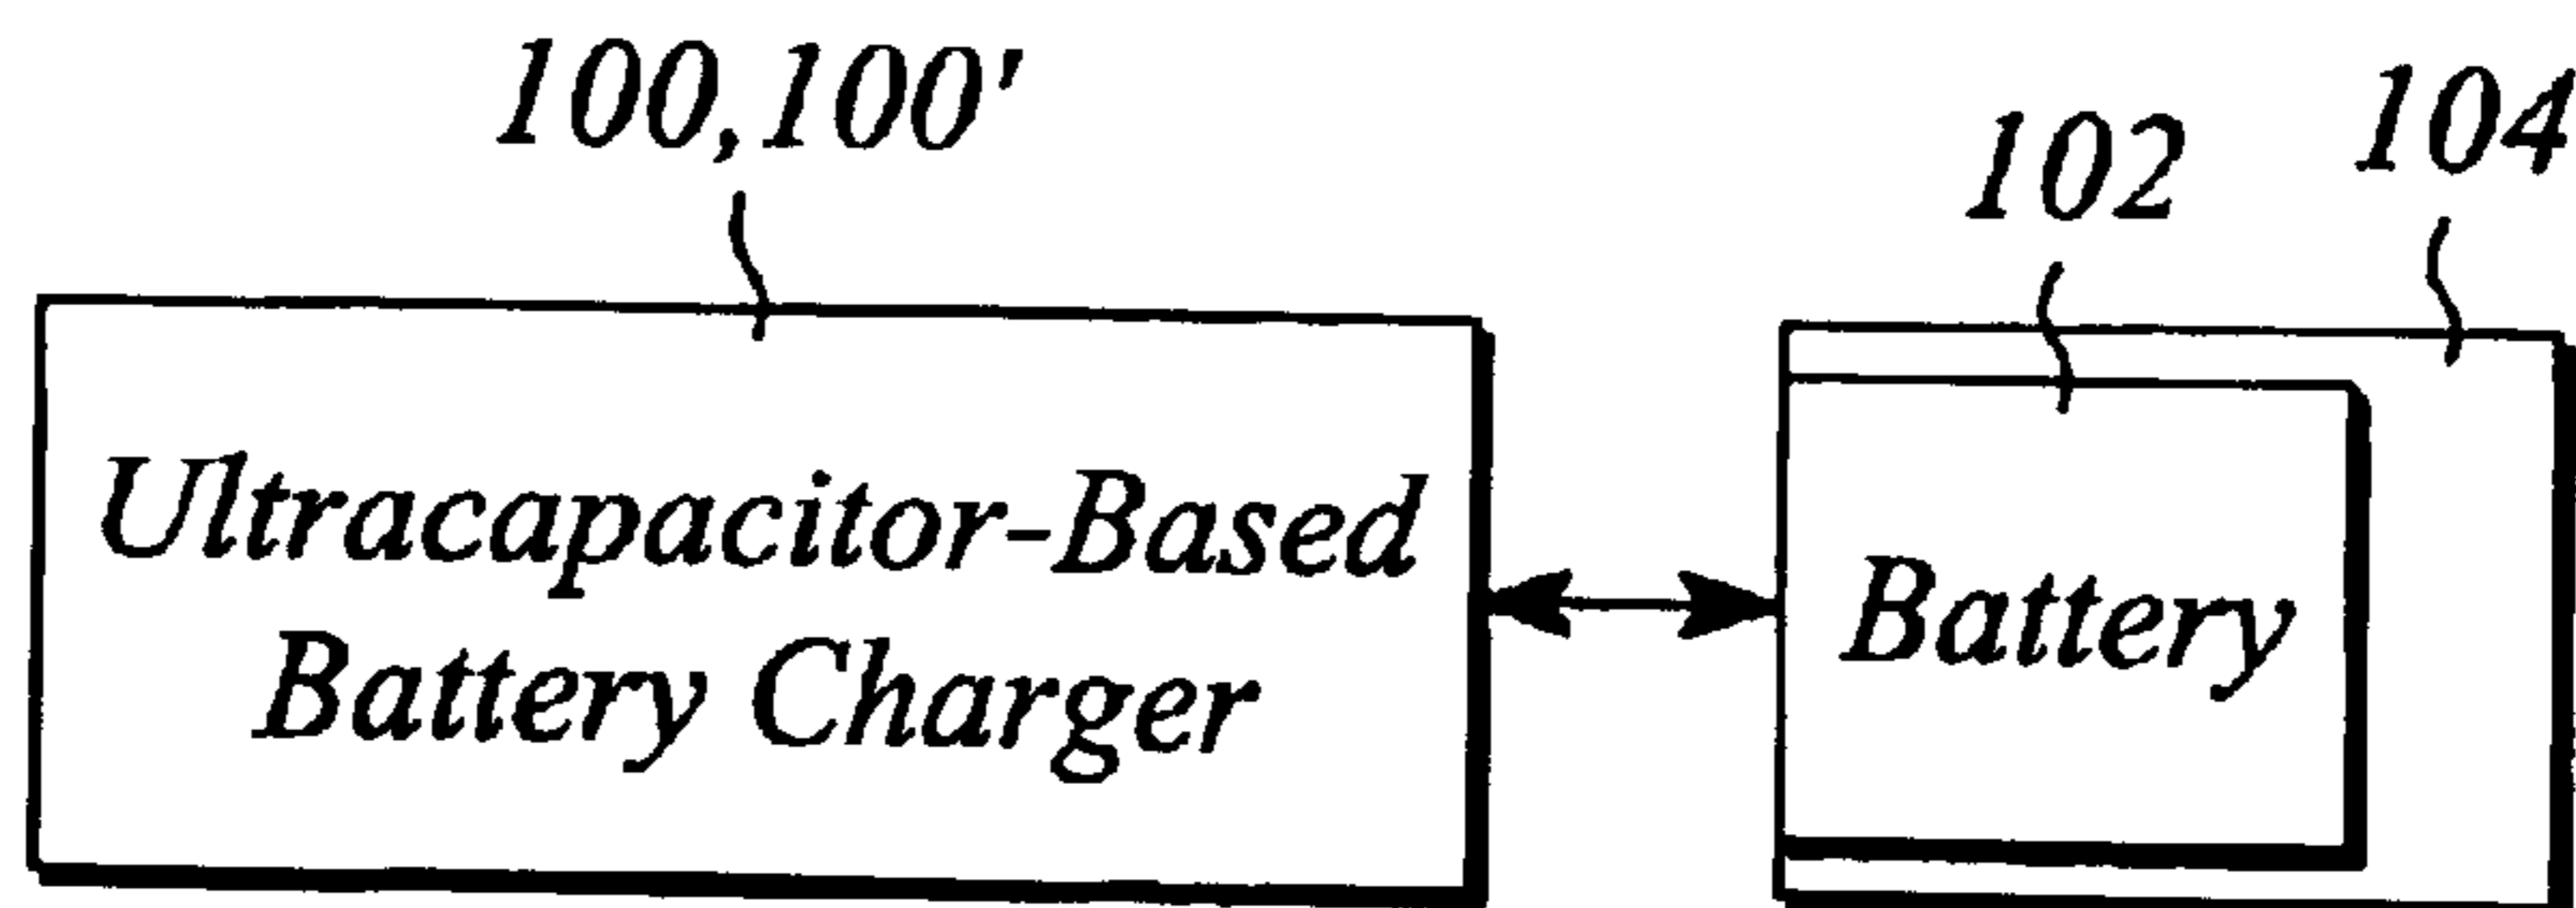 100,100'
102
104
Ultracapacitor-Based
Battery Charger
Battery